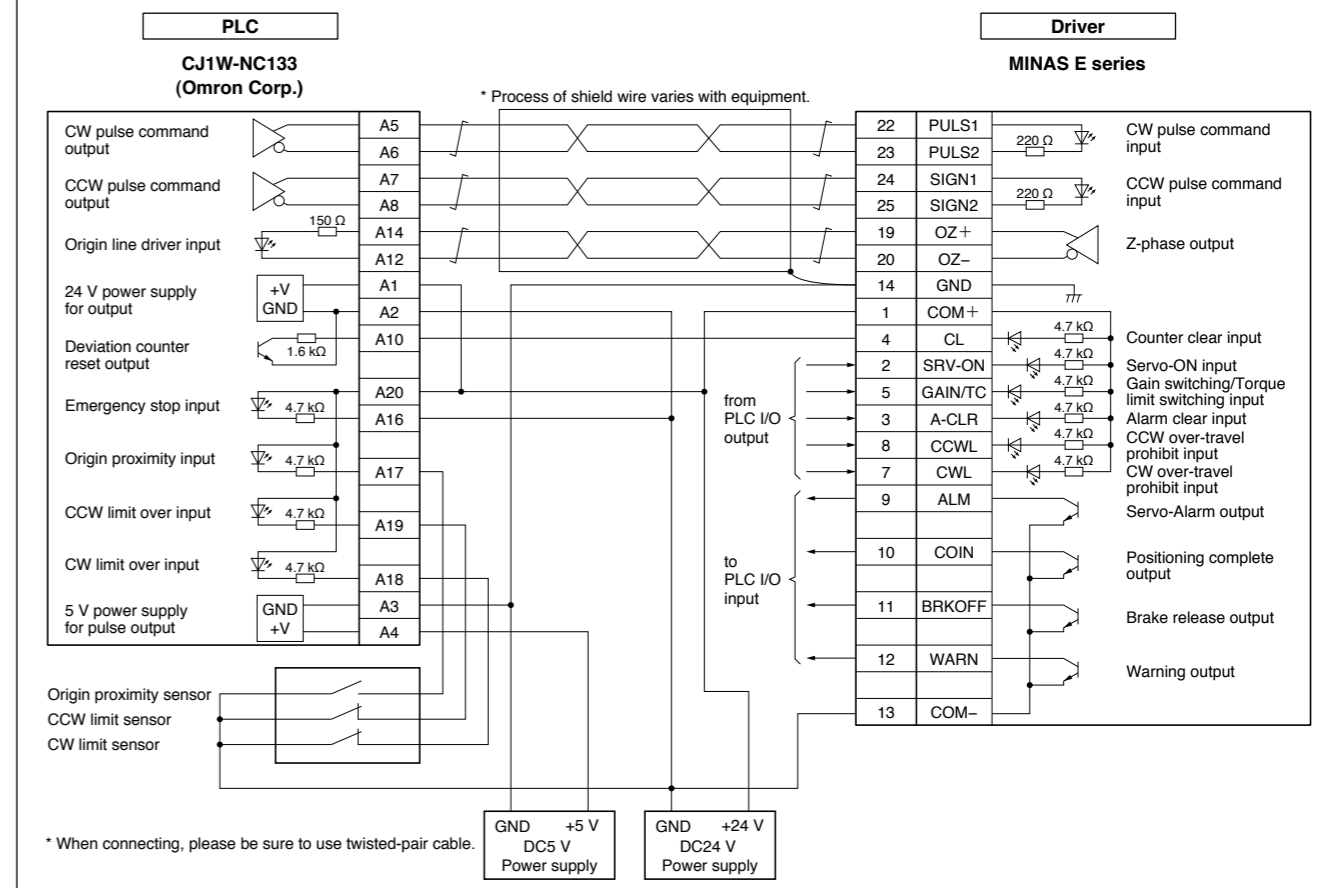 PLC
CJ1W-NC133
(Omron Corp.)
Driver
MINAS E series
* Process of shield wire varies with equipment.
CW pulse command
output
CCW pulse command
output
150 Ω
Origin line driver input
24 V power supply
for output
+V
GND
Deviation counter
reset output
1.6 kΩ
Emergency stop input
4.7 kΩ
Origin proximity input
4.7 kΩ
CCW limit over input
4.7 kΩ
CW limit over input
4.7 kΩ
5 V power supply
for pulse output
GND
+V
A5
A6
A7
A8
A14
A12
A1
A2
A10
A20
A16
A17
A19
A18
A3
A4
from
PLC I/O
output
to
PLC I/O
input
22 PULS1
23 PULS2
24 SIGN1
25 SIGN2
19 OZ+
20 OZ−
14 GND
1 COM+
4 CL
2 SRV-ON
5 GAIN/TC
3 A-CLR
8 CCWL
7 CWL
9 ALM
10 COIN
11 BRKOFF
12 WARN
13 COM−
220 Ω
CW pulse command
input
220 Ω
CCW pulse command
input
Z-phase output
4.7 kΩ
Counter clear input
4.7 kΩ
Servo-ON input
4.7 kΩ
Gain switching/Torque
limit switching input
4.7 kΩ
Alarm clear input
4.7 kΩ
CCW over-travel
prohibit input
4.7 kΩ
CW over-travel
prohibit input
Servo-Alarm output
Positioning complete
output
Brake release output
Warning output
Origin proximity sensor
CCW limit sensor
CW limit sensor
* When connecting, please be sure to use twisted-pair cable.
GND +5 V
DC5 V
Power supply
GND +24 V
DC24 V
Power supply